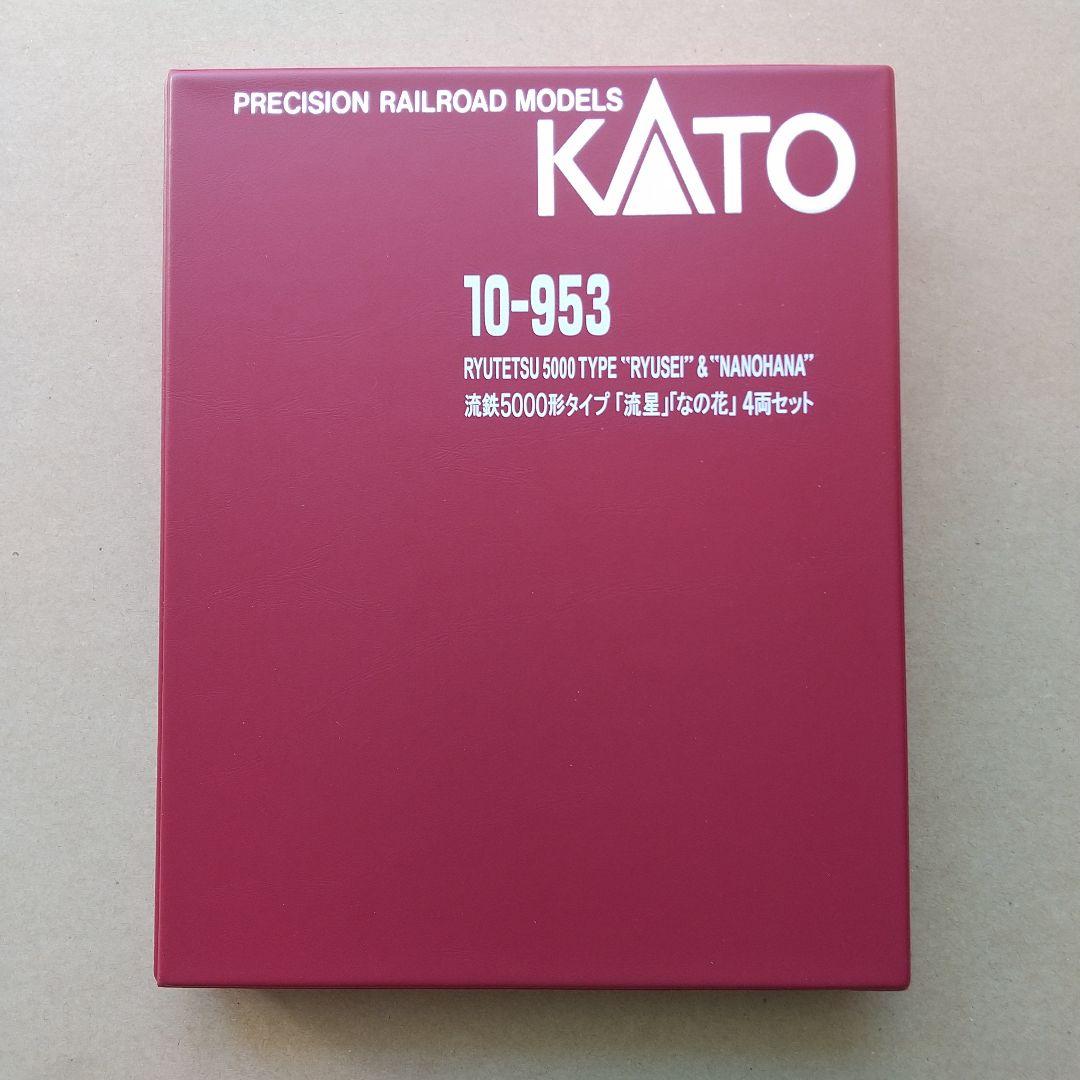 PRECISION RAILROAD MODELS
KATO
10-953
RYUTETSU 5000 TYPE "RYUSEI" & "NANOHANA"
流鉄5000形タイプ「流星」「なの花」4両セット